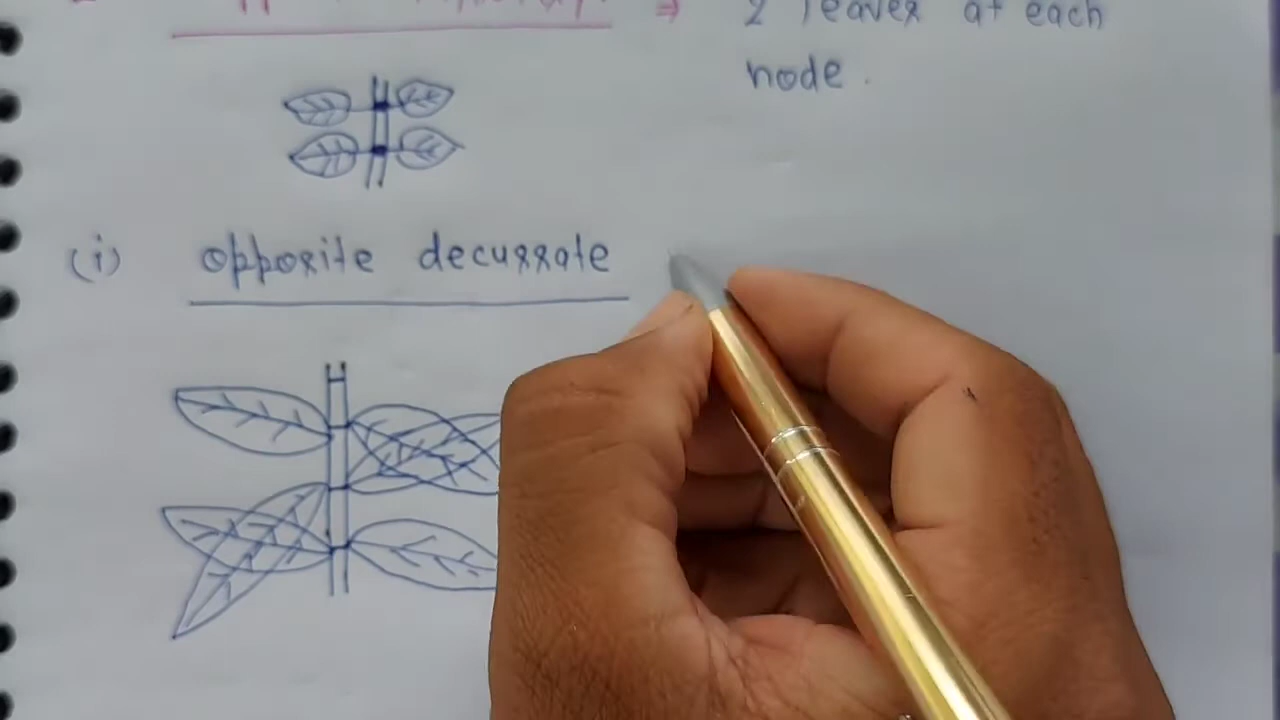 ⇒ 2 leaves at each
node.
(i) opposite decussate